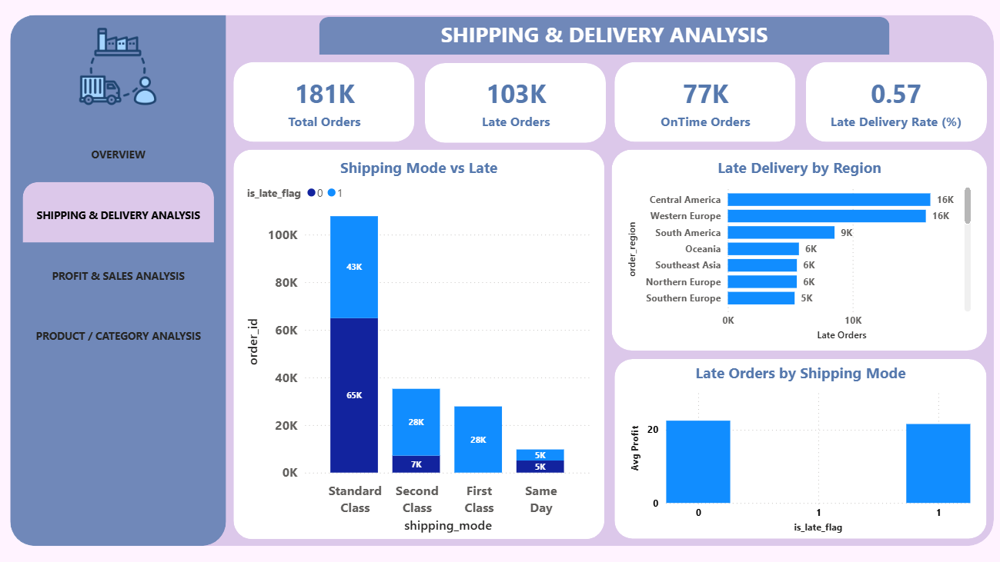 SHIPPING & DELIVERY ANALYSIS
OVERVIEW
SHIPPING & DELIVERY ANALYSIS
PROFIT & SALES ANALYSIS
PRODUCT / CATEGORY ANALYSIS
181K
Total Orders
103K
Late Orders
77K
OnTime Orders
0.57
Late Delivery Rate (%)
Shipping Mode vs Late
is_late_flag 0 1
order_id
100K
80K
60K
40K
20K
0K
43K
65K
28K
7K
28K
5K
5K
Standard Class
Second Class
First Class
Same Day
shipping_mode
Late Delivery by Region
order_region
Central America 16K
Western Europe 16K
South America 9K
Oceania 6K
Southeast Asia 6K
Northern Europe 6K
Southern Europe 5K
0K 10K
Late Orders
Late Orders by Shipping Mode
Avg Profit
20
0
0 1 1
is_late_flag